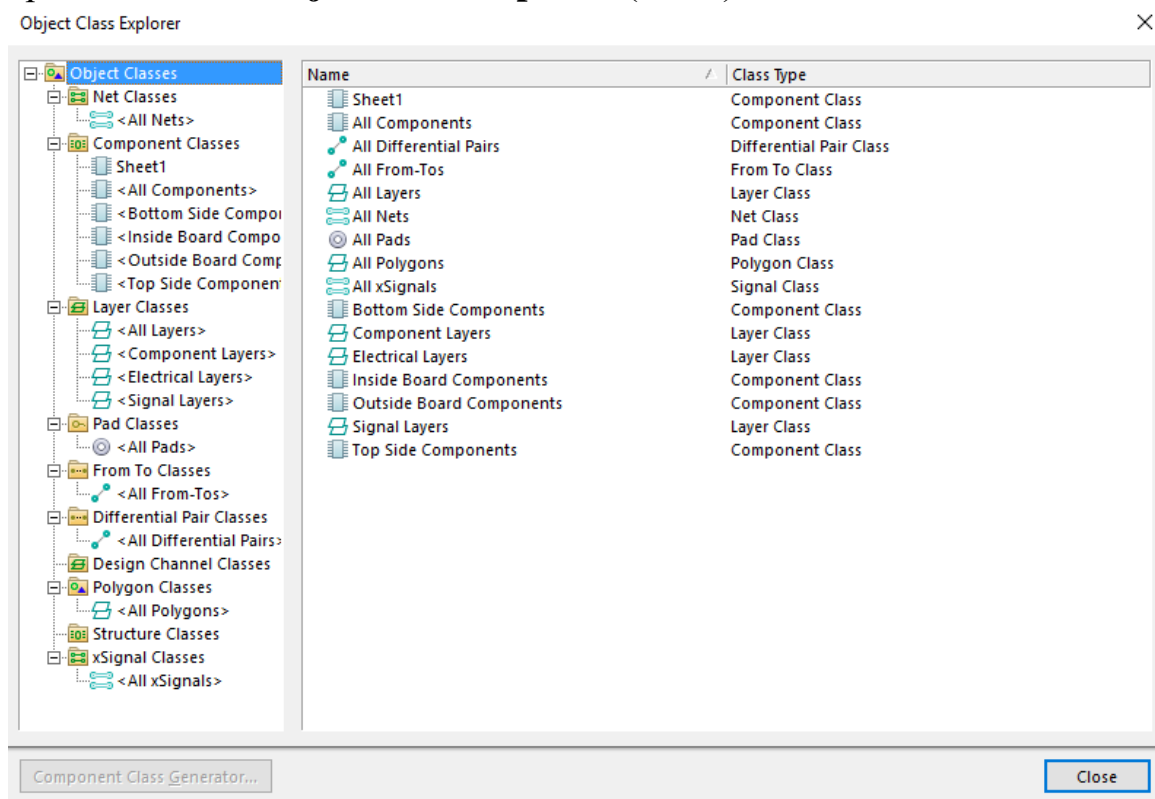 Object Class Explorer
Object Classes
Net Classes
<All Nets>
Component Classes
Sheet1
<All Components>
<Bottom Side Compo
<Inside Board Compo
<Outside Board Comp
<Top Side Componen
Layer Classes
<All Layers>
<Component Layers>
<Electrical Layers>
<Signal Layers>
Pad Classes
<All Pads>
From To Classes
<All From-Tos>
Differential Pair Classes
<All Differential Pairs>
Design Channel Classes
Polygon Classes
<All Polygons>
Structure Classes
xSignal Classes
<All xSignals>
Name Class Type
Sheet1 Component Class
All Components Component Class
All Differential Pairs Differential Pair Class
All From-Tos From To Class
All Layers Layer Class
All Nets Net Class
All Pads Pad Class
All Polygons Polygon Class
All xSignals Signal Class
Bottom Side Components Component Class
Component Layers Layer Class
Electrical Layers Layer Class
Inside Board Components Component Class
Outside Board Components Component Class
Signal Layers Layer Class
Top Side Components Component Class
Component Class Generator...
Close